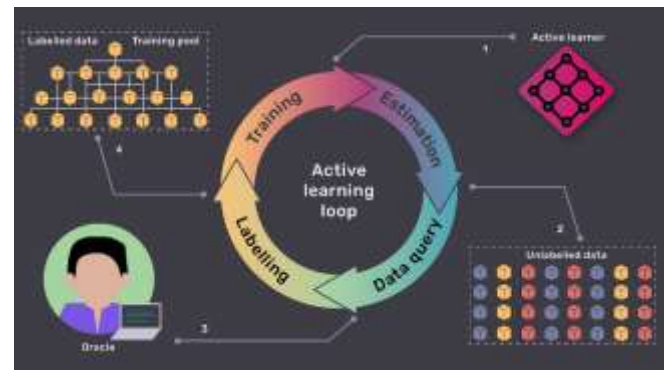 Labelled data Training pool
Active learner
1
Training
Estimation
Active
learning
loop
4
2
Labelling
Data query
Unlabelled data
3
Oracle